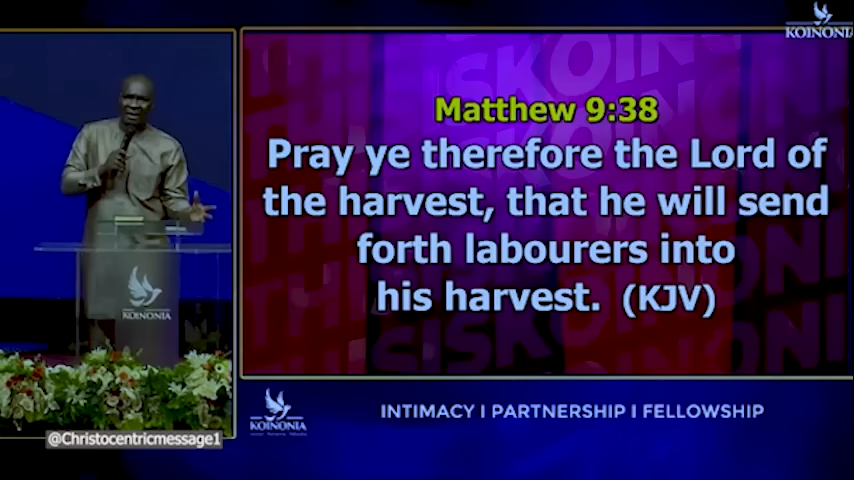 KOINONIA
Matthew 9:38
Pray ye therefore the Lord of
the harvest, that he will send
forth labourers into
his harvest. (KJV)
KOINONIA
KOINONIA
INTIMACY I PARTNERSHIP I FELLOWSHIP
@Christocentricmessage1